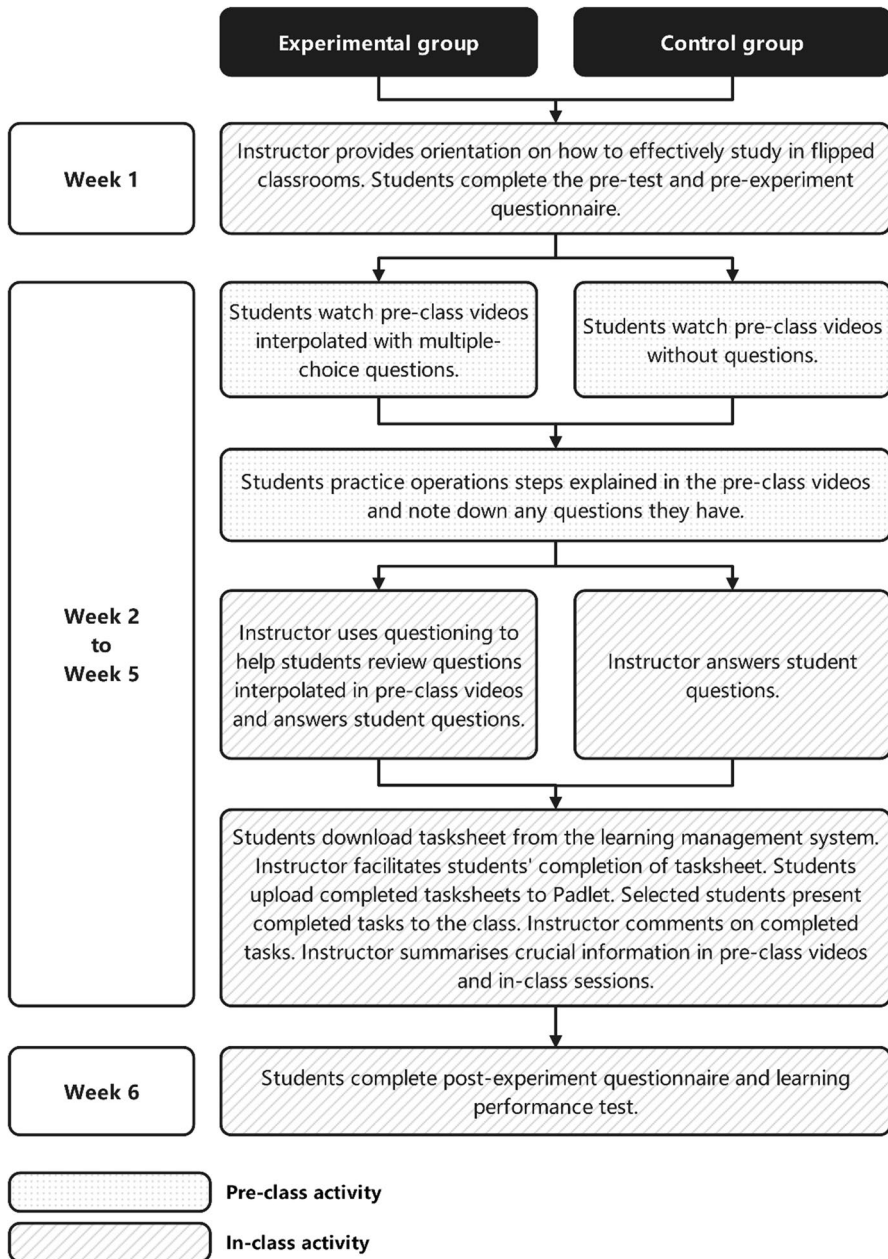 Experimental group
Control group
Week 1
Instructor provides orientation on how to effectively study in flipped
classrooms. Students complete the pre-test and pre-experiment
questionnaire.
Week 2
to
Week 5
Students watch pre-class videos
interpolated with multiple-
choice questions.
Students watch pre-class videos
without questions.
Students practice operations steps explained in the pre-class videos
and note down any questions they have.
Instructor uses questioning to
help students review questions
interpolated in pre-class videos
and answers student questions.
Instructor answers student
questions.
Students download tasksheet from the learning management system.
Instructor facilitates students' completion of tasksheet. Students
upload completed tasksheets to Padlet. Selected students present
completed tasks to the class. Instructor comments on completed
tasks. Instructor summarises crucial information in pre-class videos
and in-class sessions.
Week 6
Students complete post-experiment questionnaire and learning
performance test.
Pre-class activity
In-class activity